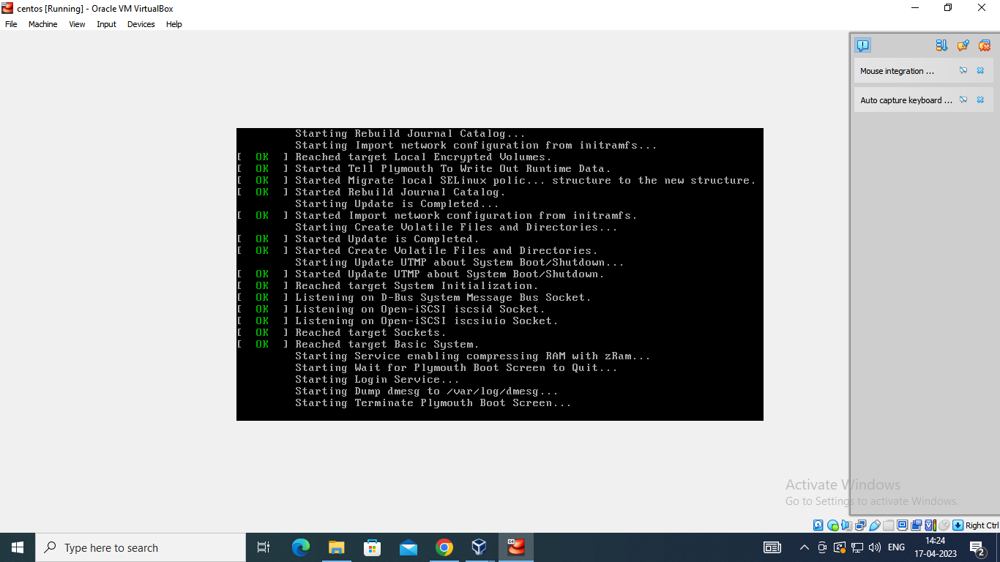 centos [Running] - Oracle VM VirtualBox
File Machine View Input Devices Help
Mouse integration ...
Auto capture keyboard ...
Starting Rebuild Journal Catalog...
Starting Import network configuration from initramfs...
[ OK ] Reached target Local Encrypted Volumes.
[ OK ] Started Tell Plymouth To Write Out Runtime Data.
[ OK ] Started Migrate local SELinux polic... structure to the new structure.
[ OK ] Started Rebuild Journal Catalog.
Starting Update is Completed...
[ OK ] Started Import network configuration from initramfs.
Starting Create Volatile Files and Directories...
[ OK ] Started Update is Completed.
[ OK ] Started Create Volatile Files and Directories.
Starting Update UTMP about System Boot/Shutdown...
[ OK ] Started Update UTMP about System Boot/Shutdown.
[ OK ] Reached target System Initialization.
[ OK ] Listening on D-Bus System Message Bus Socket.
[ OK ] Listening on Open-iSCSI iscsid Socket.
[ OK ] Listening on Open-iSCSI iscsiuio Socket.
[ OK ] Reached target Sockets.
[ OK ] Reached target Basic System.
Starting Service enabling compressing RAM with zRam...
Starting Wait for Plymouth Boot Screen to Quit...
Starting Login Service...
Starting Dump dmesg to /var/log/dmesg...
Starting Terminate Plymouth Boot Screen...
Activate Windows
Go to Settings to activate Windows.
Right Ctrl
Type here to search
64
ENG
14:24
17-04-2023
2